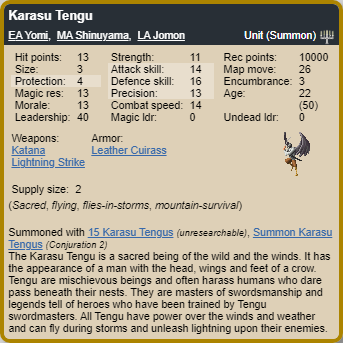 Karasu Tengu
EA Yomi, MA Shinuyama, LA Jomon Unit (Summon)
Hit points: 13 Strength: 11 Rec points: 10000
Size: 3 Attack skill: 14 Map move: 26
Protection: 4 Defence skill: 16 Encumbrance: 3
Magic res: 13 Precision: 13 Age: 22
Morale: 13 Combat speed: 14 (50)
Leadership: 40 Magic ldr: 0 Undead ldr: 0
Weapons: Armor:
Katana Leather Cuirass
Lightning Strike
Supply size: 2
(Sacred, flying, flies-in-storms, mountain-survival)
Summoned with 15 Karasu Tengus (unresearchable), Summon Karasu
Tengus (Conjuration 2)
The Karasu Tengu is a sacred being of the wild and the winds. It has
the appearance of a man with the head, wings and feet of a crow.
Tengu are mischievous beings and often harass humans who dare
pass beneath their nests. They are masters of swordsmanship and
legends tell of heroes who have been trained by Tengu
swordmasters. All Tengu have power over the winds and weather
and can fly during storms and unleash lightning upon their enemies.